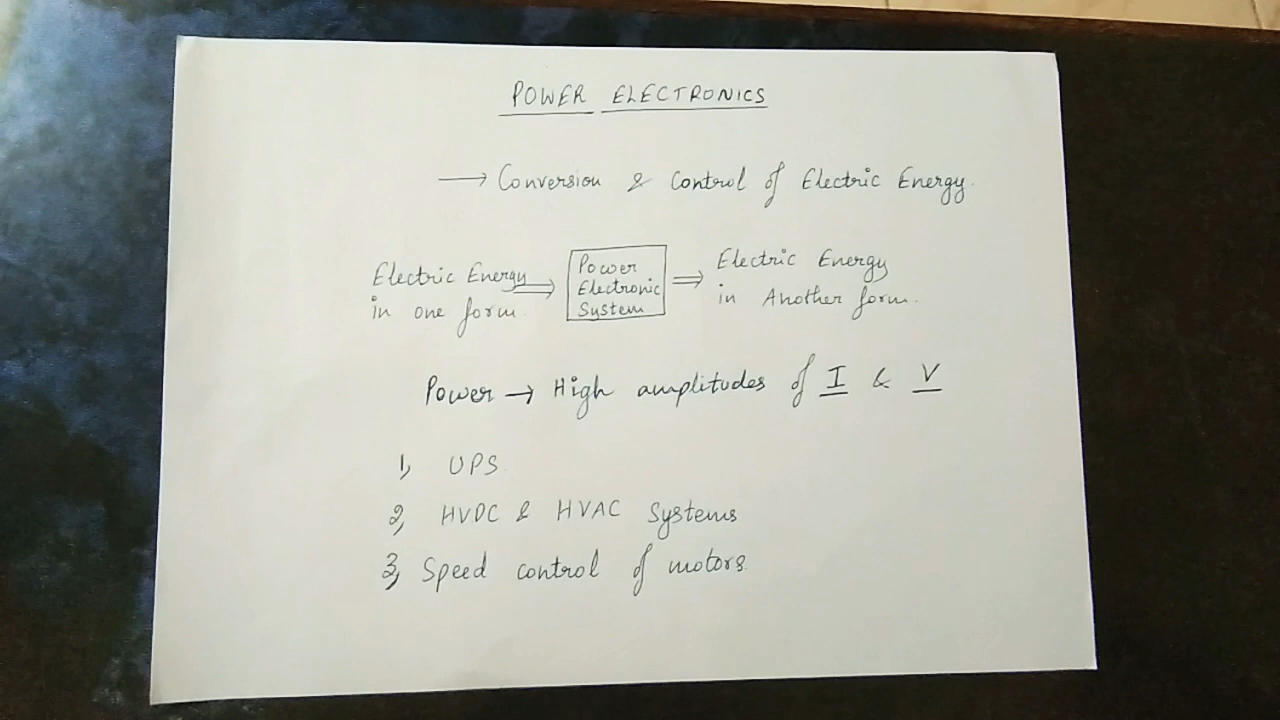 POWER ELECTRONICS
→ Conversion & Control of Electric Energy.
Electric Energy
in one form.
⇒
Power
Electronic
System
⇒
Electric Energy
in Another form.
Power → High amplitudes of I & V
1, UPS.
2, HVDC & HVAC Systems
3, Speed control of motors.